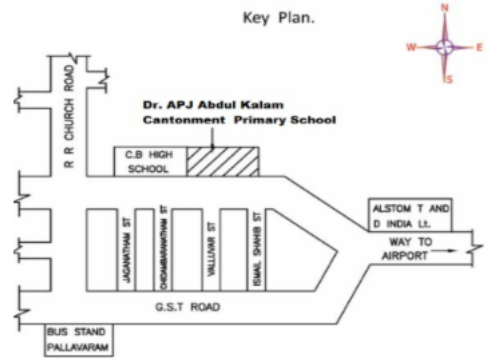 Key Plan.
N
W
E
S
R R CHURCH ROAD
Dr. APJ Abdul Kalam
Cantonment Primary School
C.B HIGH
SCHOOL
ALSTOM T AND
D INDIA Lt.
WAY TO
AIRPORT
JAGANATHAM ST
CHIDAMBARANATHAM ST
VALLUVAR ST
ISMAIL SHAHIB ST
G.S.T ROAD
BUS STAND
PALLAVARAM